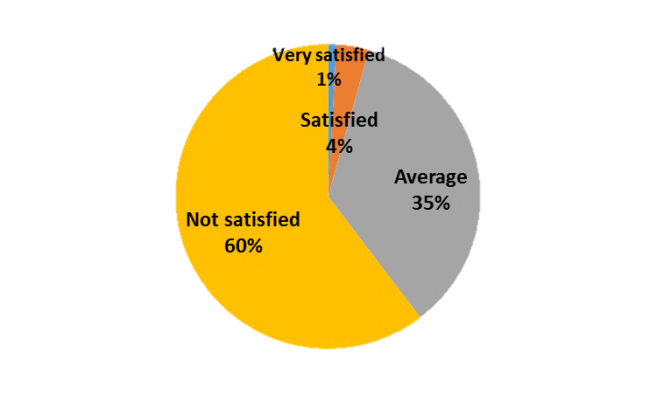 Very satisfied
1%
Satisfied
4%
Average
35%
Not satisfied
60%